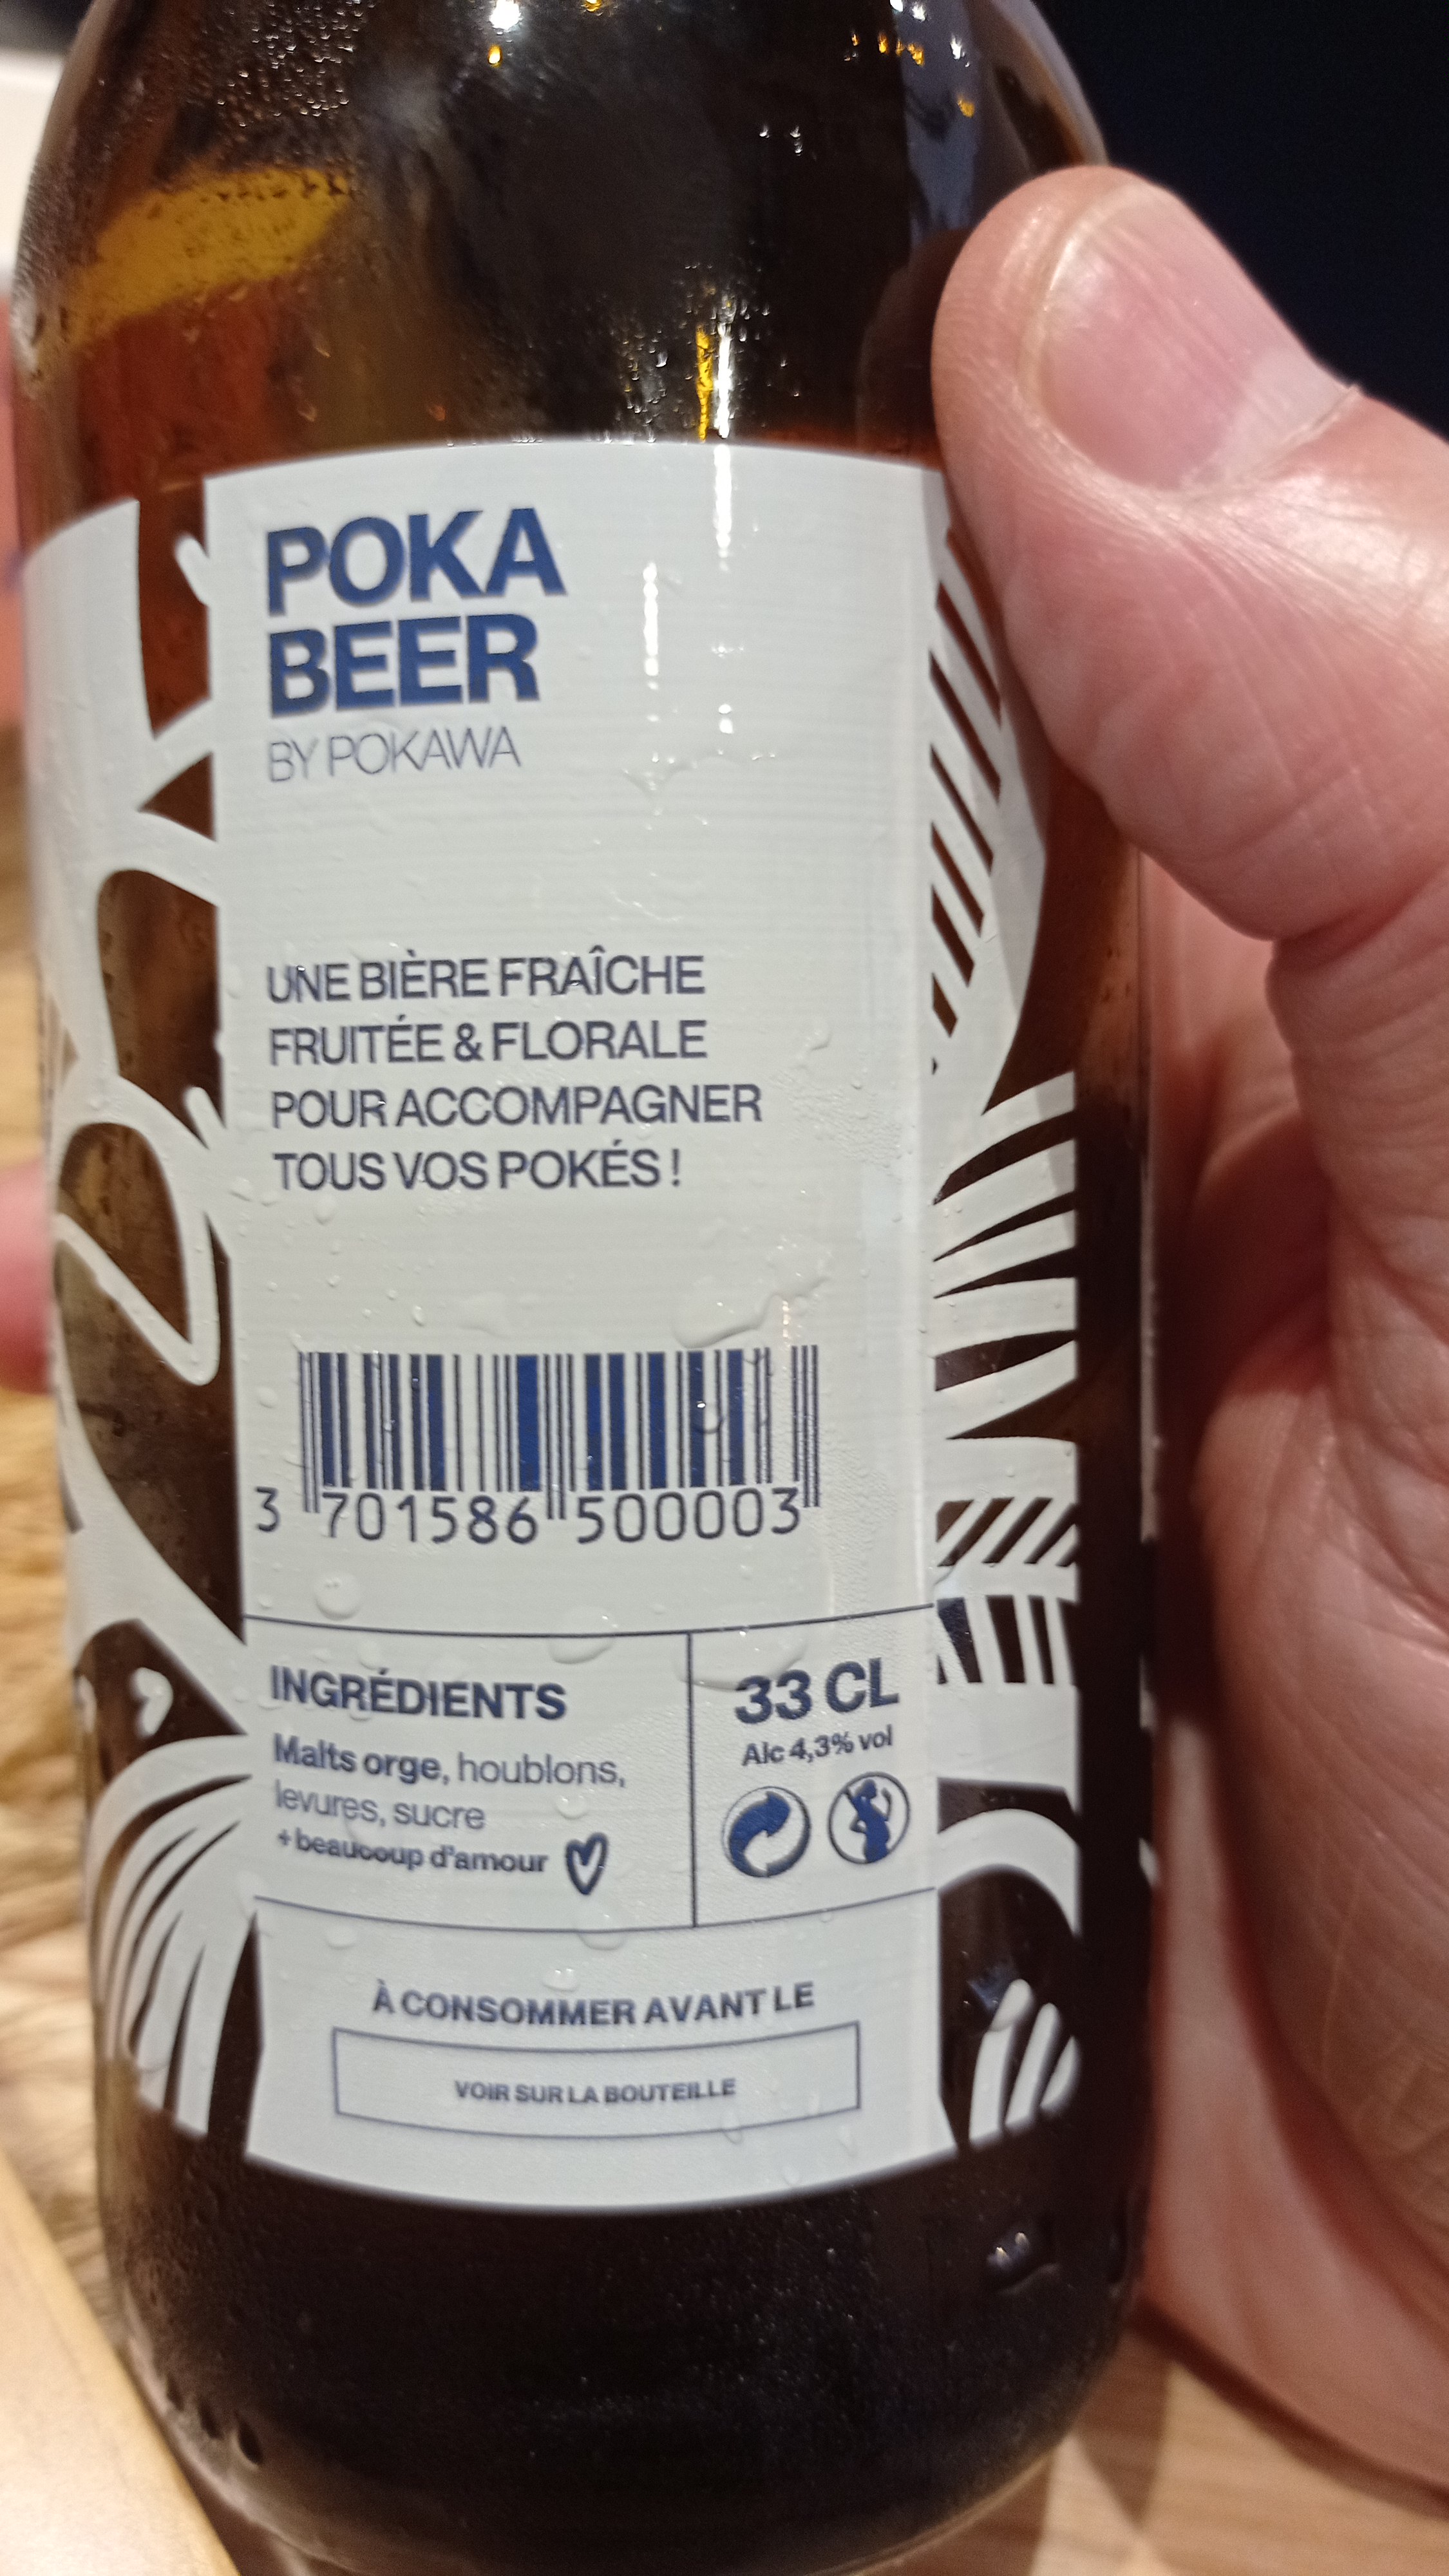 POKA
BEER
BY POKAWA
UNE BIÈRE FRAÎCHE
FRUITÉE & FLORALE
POUR ACCOMPAGNER
TOUS VOS POKÉS !
3 701586 500003
INGRÉDIENTS
Malts orge, houblons,
levures, sucre
+ beaucoup d'amour
33 CL
Alc 4,3% vol
À CONSOMMER AVANT LE
VOIR SUR LA BOUTEILLE